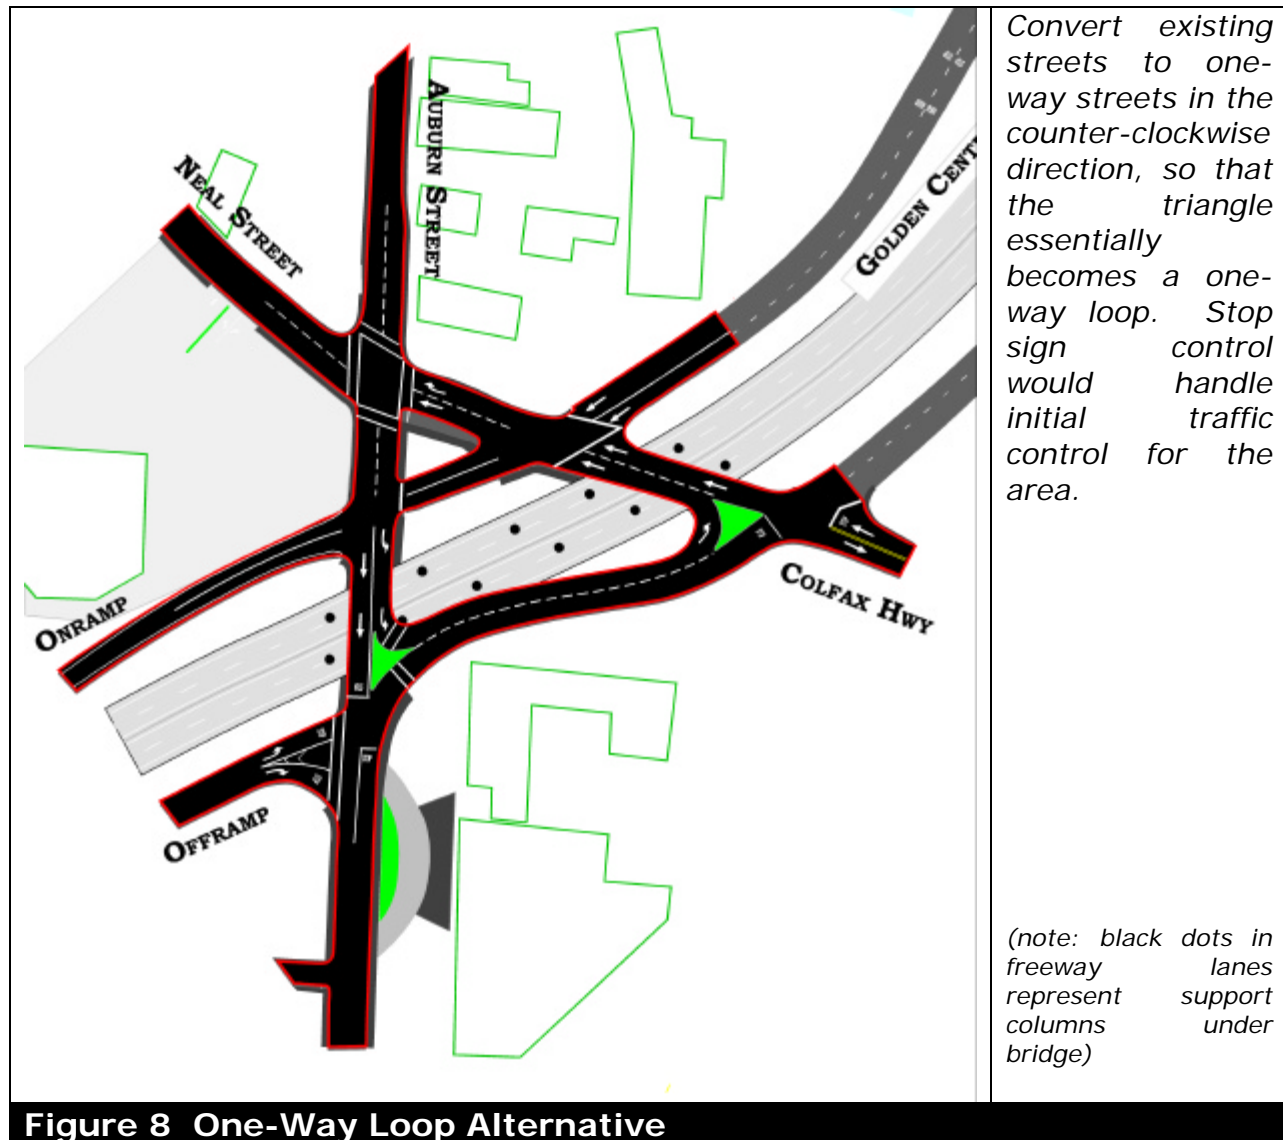 AUBURN STREET
NEAL STREET
GOLDEN CENT
COLFAX HWY
ONRAMP
OFFRAMP
Convert existing
streets to one-
way streets in the
counter-clockwise
direction, so that
the triangle
essentially
becomes a one-
way loop. Stop
sign control
would handle
initial traffic
control for the
area.
(note: black dots in
freeway lanes
represent support
columns under
bridge)
Figure 8 One-Way Loop Alternative